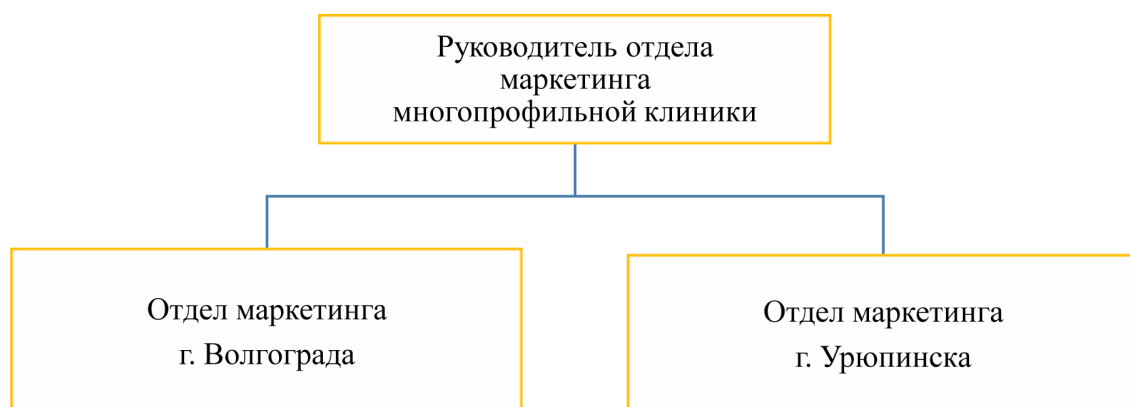 Руководитель отдела
маркетинга
многопрофильной клиники
Отдел маркетинга
г. Волгограда
Отдел маркетинга
г. Урюпинска